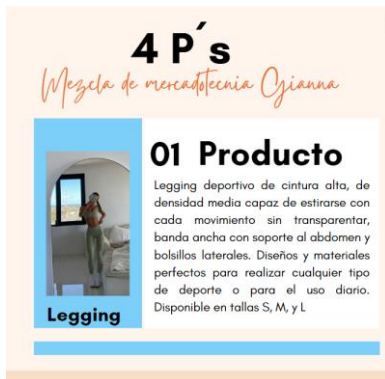 4 P´s
Mezcla de mercadotecnia Gianna
01 Producto
Legging deportivo de cintura alta, de
densidad media capaz de estirarse con
cada movimiento sin transparentar,
banda ancha con soporte al abdomen y
bolsillos laterales. Diseños y materiales
perfectos para realizar cualquier tipo
de deporte o para el uso diario.
Disponible en tallas S, M, y L
Legging